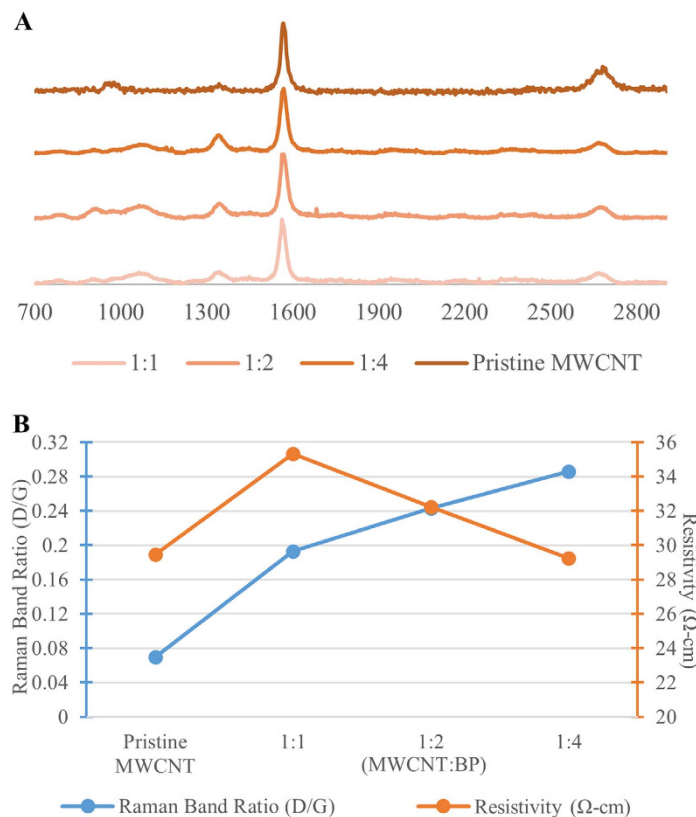 A
700 1000 1300 1600 1900 2200 2500 2800
1:1 1:2 1:4 Pristine MWCNT
B
Raman Band Ratio (D/G)
0.32
0.28
0.24
0.2
0.16
0.12
0.08
0.04
0
36
34
32
30
28
26
24
22
20
Resistivity (Ω-cm)
Pristine MWCNT
1:1
1:2
(MWCNT:BP)
1:4
Raman Band Ratio (D/G) Resistivity (Ω-cm)